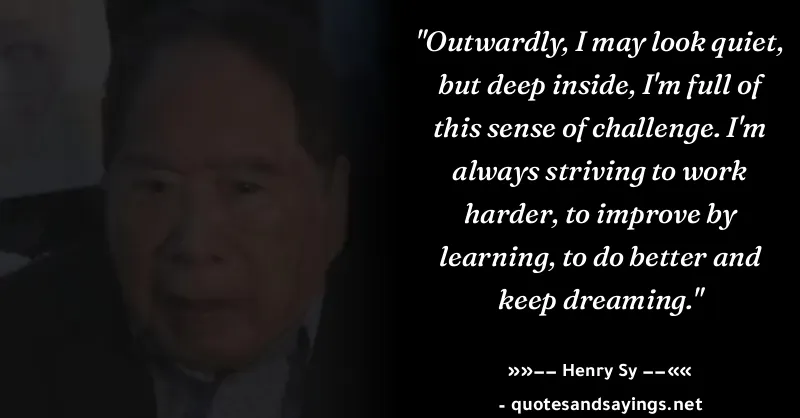 "Outwardly, I may look quiet,
but deep inside, I'm full of
this sense of challenge. I'm
always striving to work
harder, to improve by
learning, to do better and
keep dreaming."
»»−− Henry Sy −−««
- quotesandsayings.net